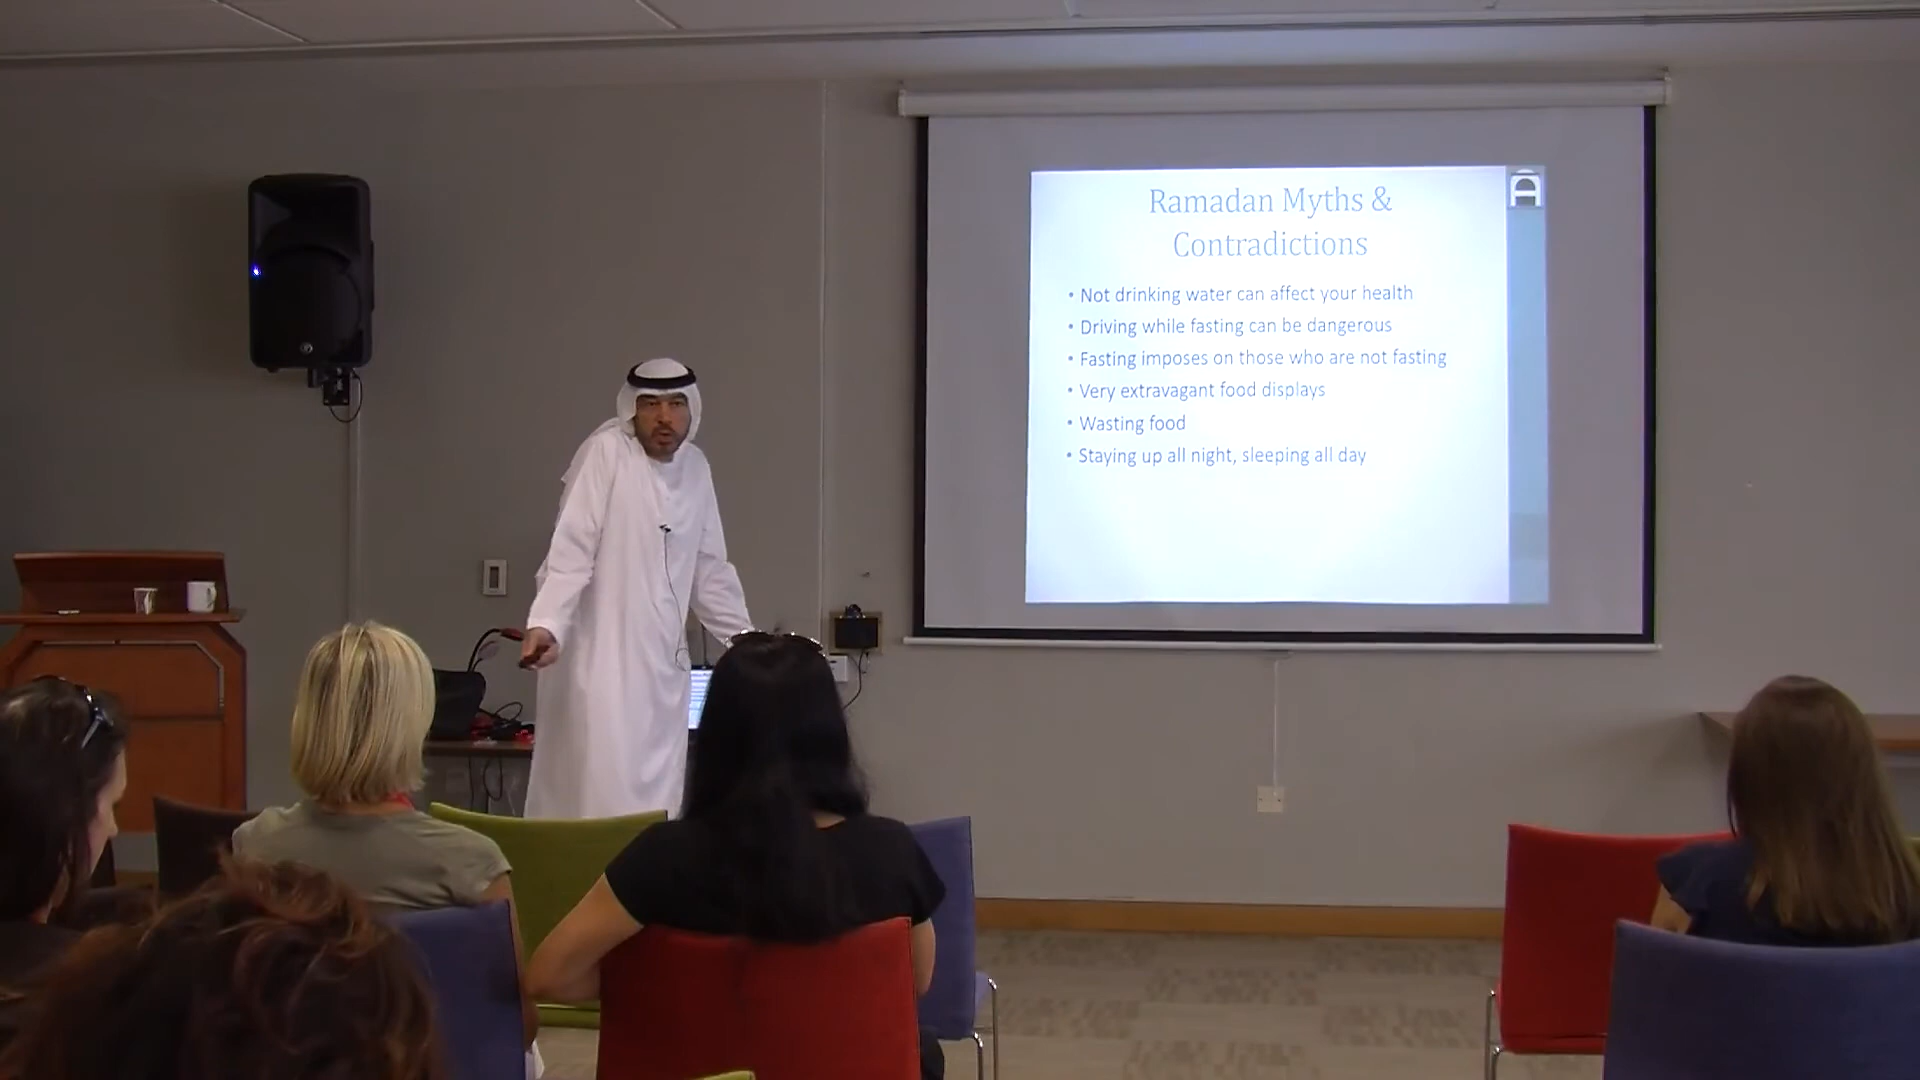 Ramadan Myths &
Contradictions
• Not drinking water can affect your health
• Driving while fasting can be dangerous
• Fasting imposes on those who are not fasting
• Very extravagant food displays
• Wasting food
• Staying up all night, sleeping all day